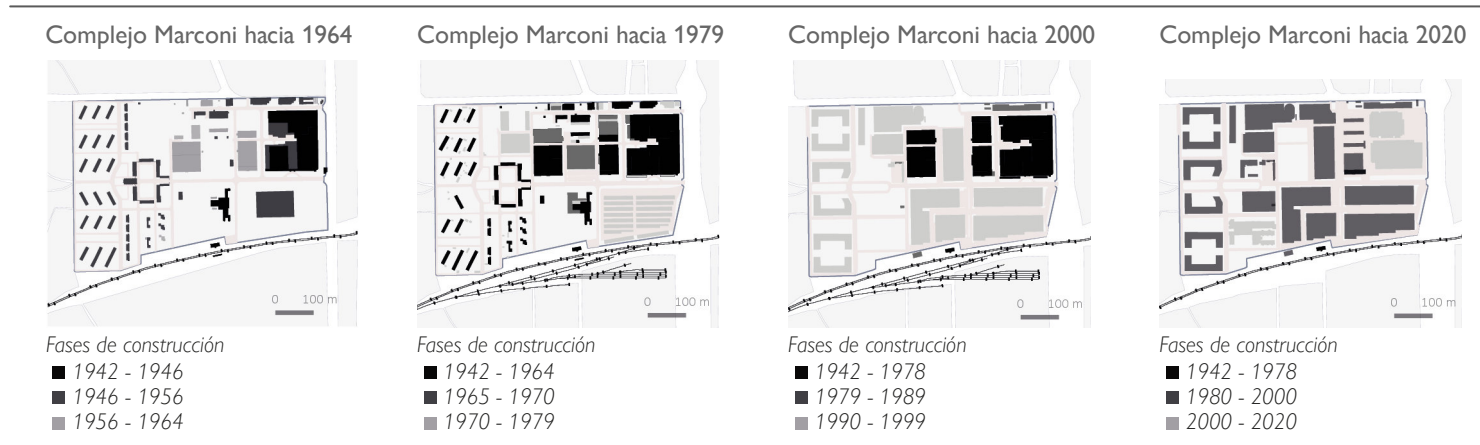 Complejo Marconi hacia 1964
0 100 m
Fases de construcción
1942 - 1946
1946 - 1956
1956 - 1964
Complejo Marconi hacia 1979
0 100 m
Fases de construcción
1942 - 1964
1965 - 1970
1970 - 1979
Complejo Marconi hacia 2000
0 100 m
Fases de construcción
1942 - 1978
1979 - 1989
1990 - 1999
Complejo Marconi hacia 2020
0 100 m
Fases de construcción
1942 - 1978
1980 - 2000
2000 - 2020